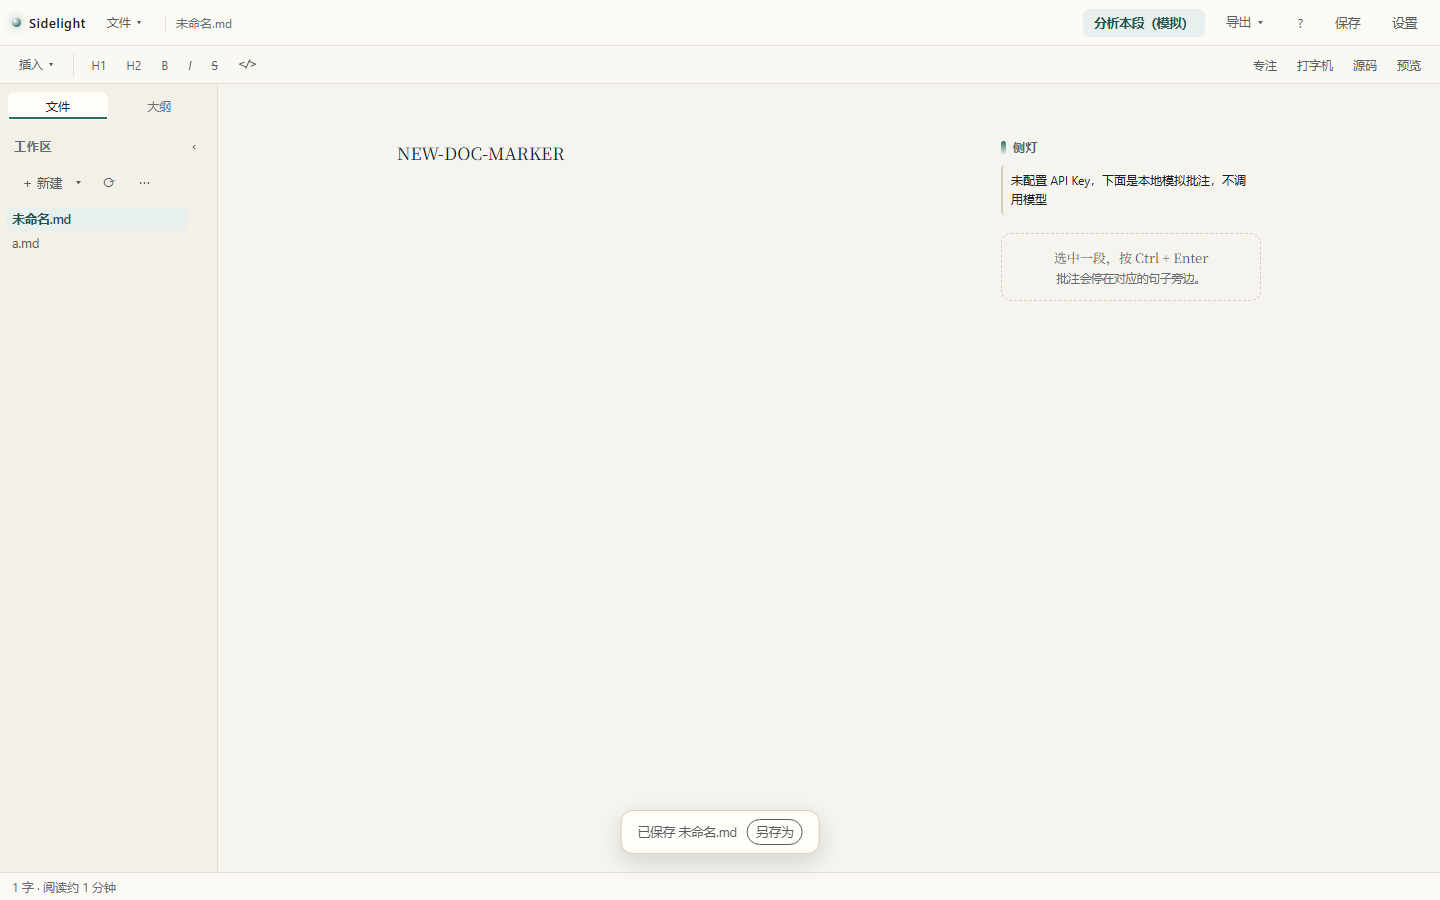 Sidelight 文件 未命名.md 分析本段（模拟） 导出 ? 保存 设置
插入 H1 H2 B I S </> 专注 打字机 源码 预览
文件 大纲
工作区
+ 新建 ⟳ ···
未命名.md
a.md
NEW-DOC-MARKER
侧灯
未配置 API Key，下面是本地模拟批注，不调
用模型
选中一段，按 Ctrl + Enter
批注会停在对应的句子旁边。
已保存 未命名.md 另存为
1 字 · 阅读约 1 分钟